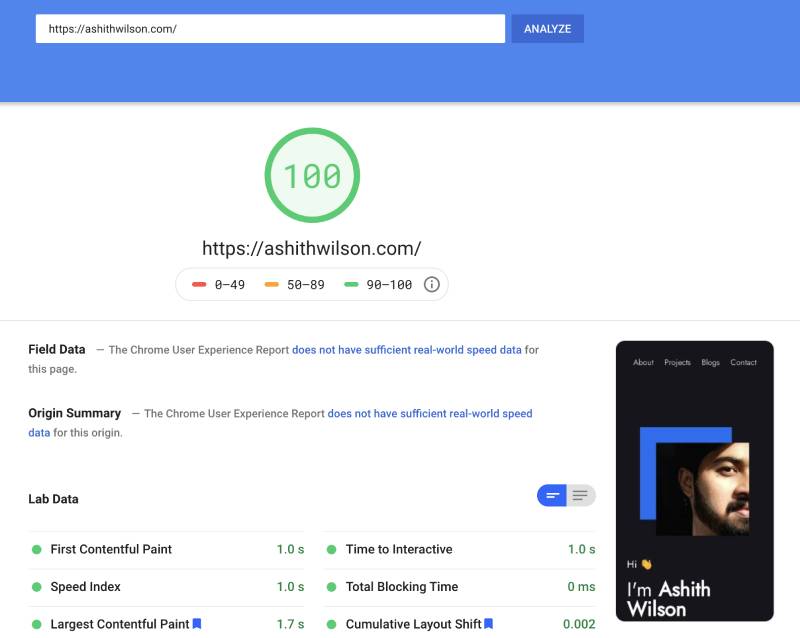 https://ashithwilson.com/
ANALYZE
100
https://ashithwilson.com/
0–49 50–89 90–100
Field Data — The Chrome User Experience Report does not have sufficient real-world speed data for
this page.
Origin Summary — The Chrome User Experience Report does not have sufficient real-world speed
data for this origin.
Lab Data
First Contentful Paint 1.0 s
Time to Interactive 1.0 s
Speed Index 1.0 s
Total Blocking Time 0 ms
Largest Contentful Paint 1.7 s
Cumulative Layout Shift 0.002
About Projects Blogs Contact
Hi 👋
I'm Ashith
Wilson